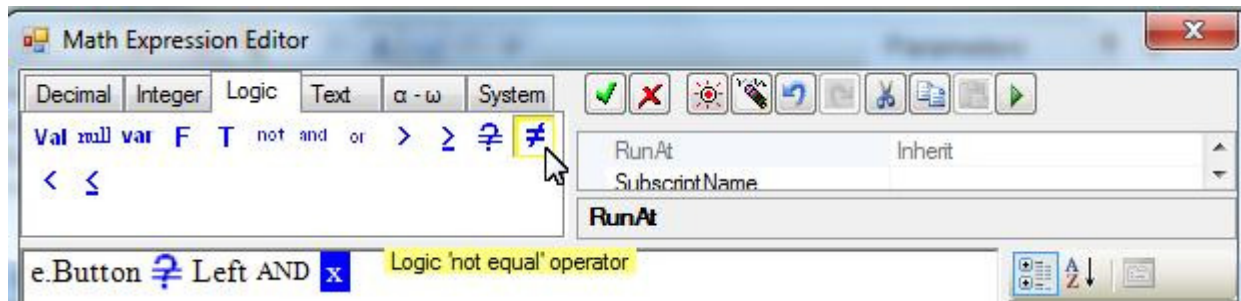 Math Expression Editor
Decimal Integer Logic Text α - ω System
Val null var F T not and or > ≥ ≟ ≠
RunAt Inherit
< ≤
SubscriptName
RunAt
e.Button ≟ Left AND x
Logic 'not equal' operator